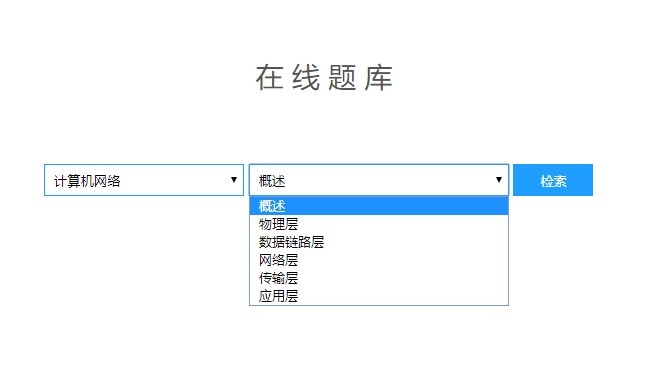 在线题库
计算机网络 概述 检索
概述
物理层
数据链路层
网络层
传输层
应用层